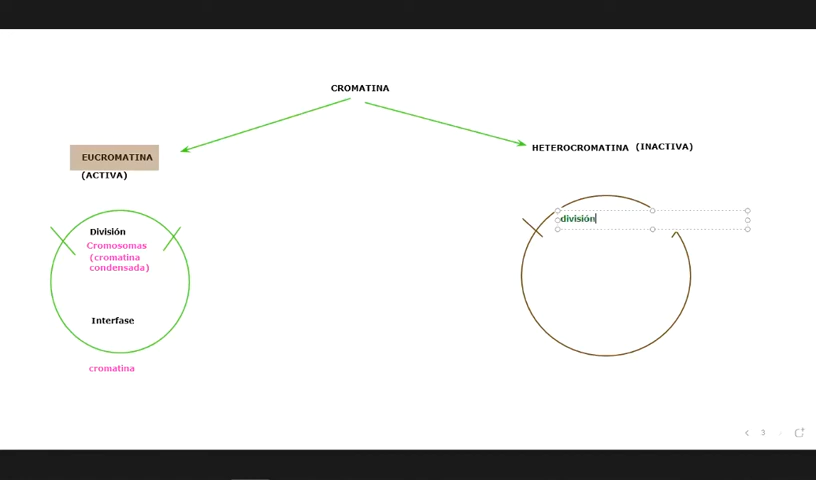 CROMATINA
EUCROMATINA
(ACTIVA)
HETEROCROMATINA (INACTIVA)
División
Cromosomas
(cromatina
condensada)
Interfase
cromatina
división
3